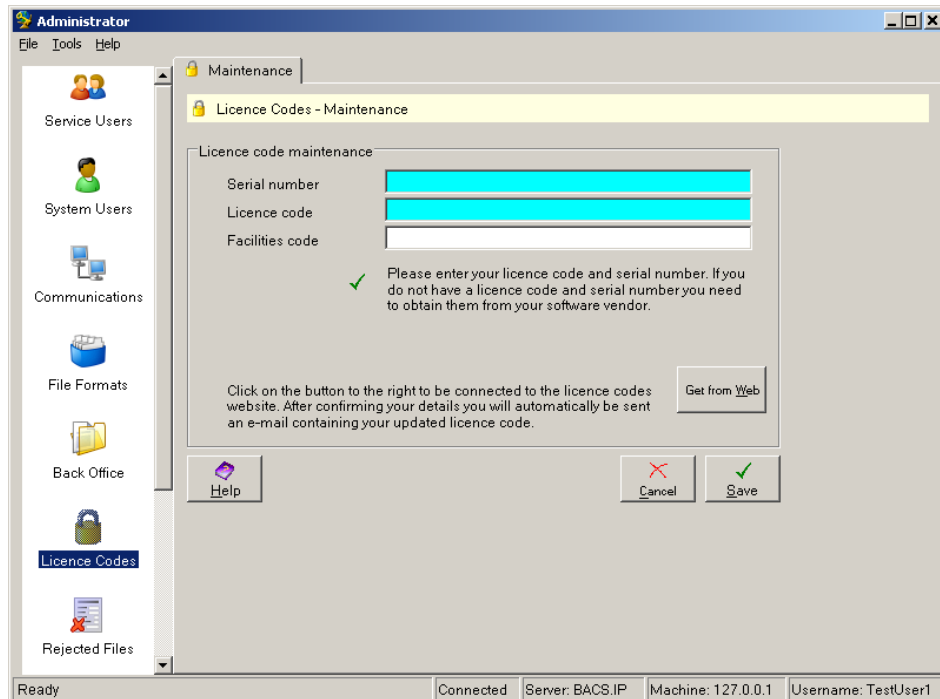 Administrator
File Tools Help
Service Users
System Users
Communications
File Formats
Back Office
Licence Codes
Rejected Files
Maintenance
Licence Codes - Maintenance
Licence code maintenance
Serial number
Licence code
Facilities code
Please enter your licence code and serial number. If you
do not have a licence code and serial number you need
to obtain them from your software vendor.
Click on the button to the right to be connected to the licence codes
website. After confirming your details you will automatically be sent
an e-mail containing your updated licence code.
Get from Web
Help
Cancel
Save
Ready
Connected
Server: BACS.IP
Machine: 127.0.0.1
Username: TestUser1